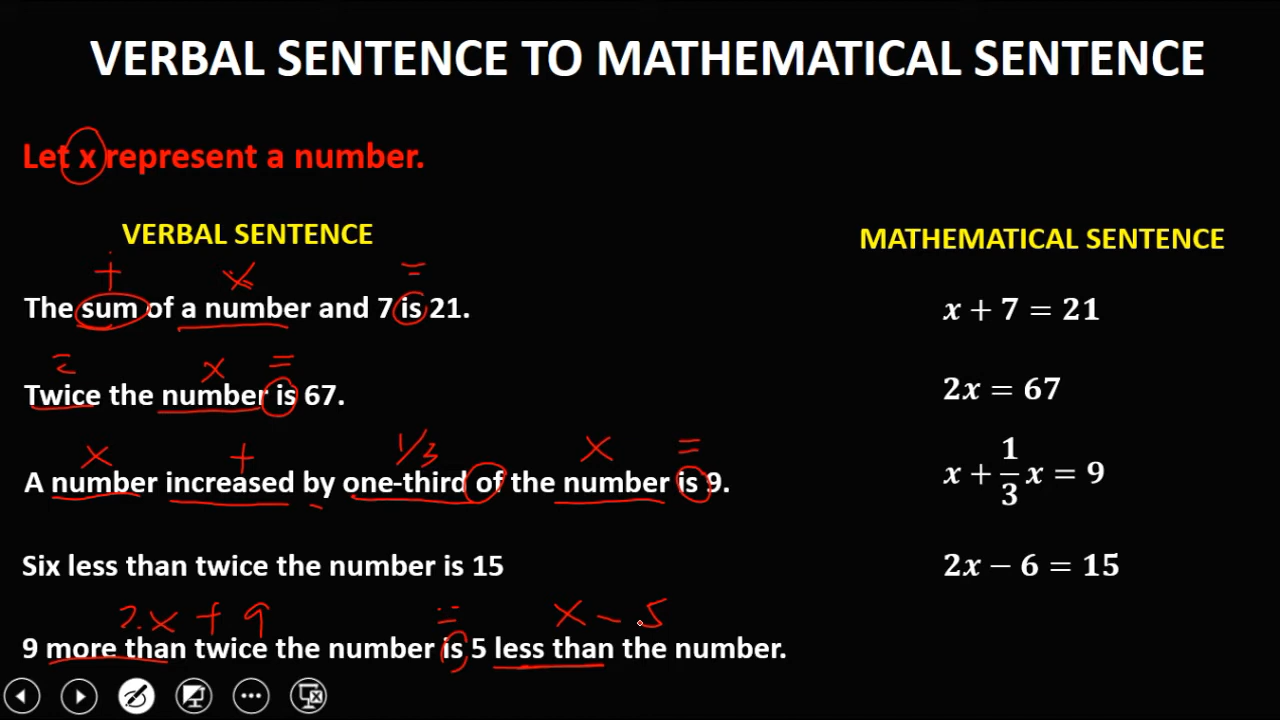 VERBAL SENTENCE TO MATHEMATICAL SENTENCE
Let x represent a number.
VERBAL SENTENCE
MATHEMATICAL SENTENCE
+ x =
The sum of a number and 7 is 21.
x + 7 = 21
x =
Twice the number is 67.
2x = 67
x + 1/3 x =
A number increased by one-third of the number is 9.
x + 1/3 x = 9
Six less than twice the number is 15
2x − 6 = 15
2x + 9 = x - 5
9 more than twice the number is 5 less than the number.